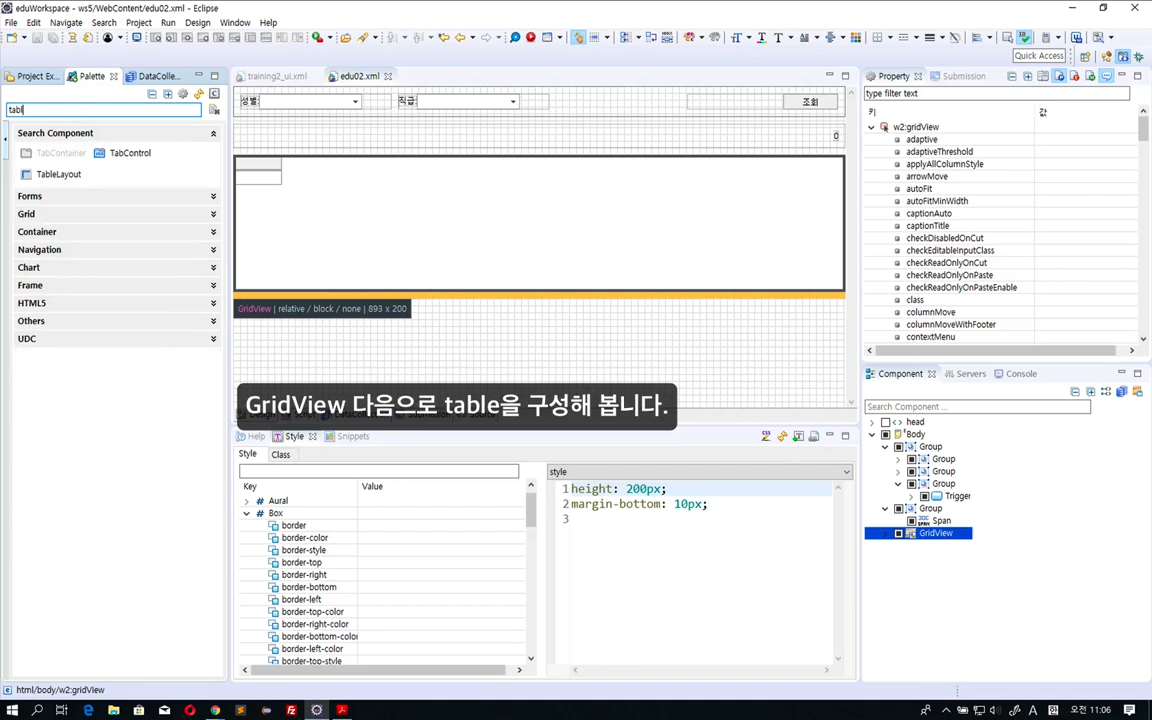 eduWorkspace - ws5/WebContent/edu02.xml - Eclipse
File Edit Navigate Search Project Run Design Window Help
Quick Access
Project Ex...
Palette
DataColle...
training2_ui.xml
edu02.xml
Property
Submission
tabl
type filter text
Search Component
TabContainer
TabControl
TableLayout
Forms
Grid
Container
Navigation
Chart
Frame
HTML5
Others
UDC
성별:
직급:
조회
0
GridView | relative / block / none | 893 x 200
GridView 다음으로 table을 구성해 봅니다.
키
값
w2:gridView
adaptive
adaptiveThreshold
applyAllColumnStyle
arrowMove
autoFit
autoFitMinWidth
captionAuto
captionTitle
checkDisabledOnCut
checkEditableInputClass
checkReadOnlyOnCut
checkReadOnlyOnPaste
checkReadOnlyOnPasteEnable
class
columnMove
columnMoveWithFooter
contextMenu
Component
Servers
Console
Search Component
head
Body
Group
Group
Group
Group
Trigger
Group
Span
GridView
Help
Style
Snippets
Style
Class
Key
Value
Aural
Box
border
border-color
border-style
border-top
border-right
border-bottom
border-left
border-top-color
border-right-color
border-bottom-colo
border-left-color
border-top-style
style
1 height: 200px;
2 margin-bottom: 10px;
3
html/body/w2:gridView
A
오전 11:06